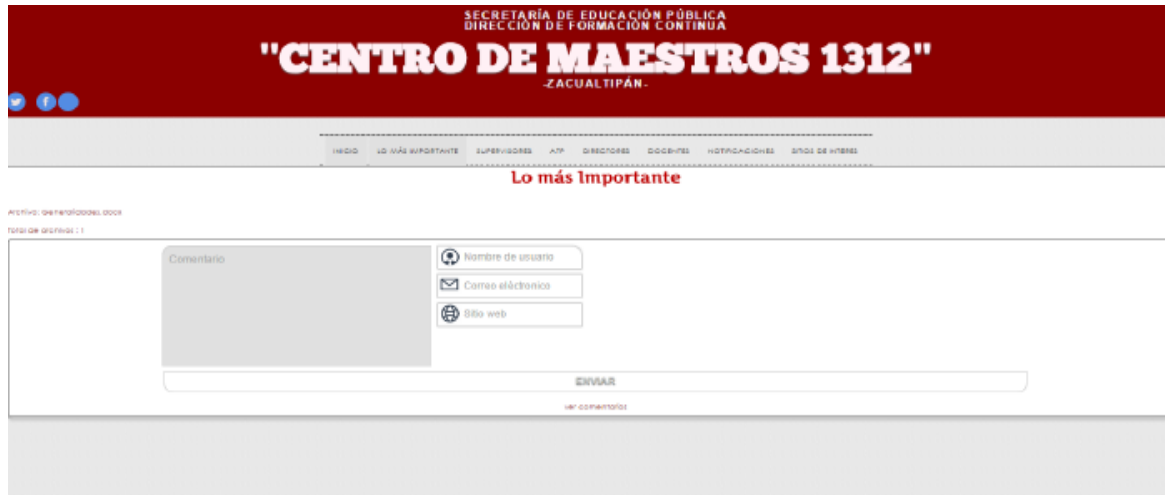 SECRETARÍA DE EDUCACIÓN PÚBLICA
DIRECCIÓN DE FORMACIÓN CONTINUA
"CENTRO DE MAESTROS 1312"
-ZACUALTIPÁN-
INICIO LO MÁS IMPORTANTE SUPERVISORES ATP DIRECTORES DOCENTES NOTIFICACIONES SITIOS DE INTERES
Lo más Importante
Archivo: Generalidades.docx
Total de archivos : 1
Comentario
Nombre de usuario
Correo eléctronico
Sitio web
ENVIAR
ver comentarios